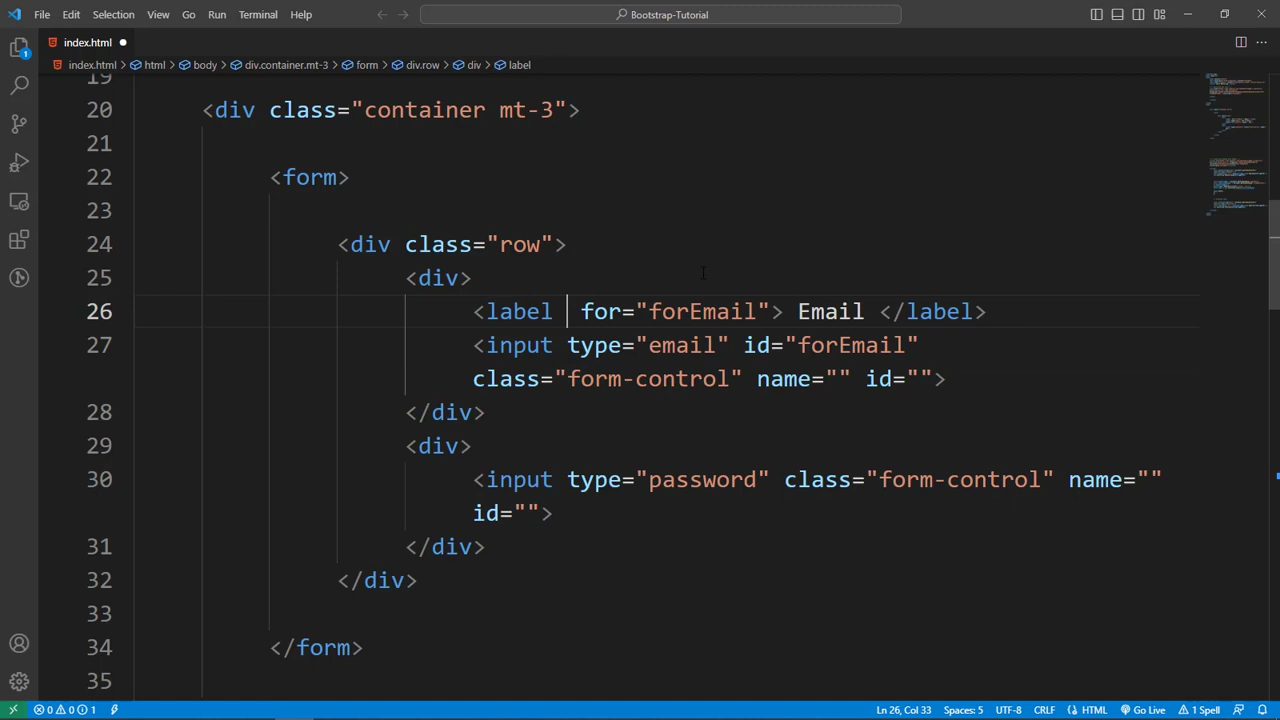 File Edit Selection View Go Run Terminal Help
Bootstrap-Tutorial
index.html
index.html html body div.container.mt-3 form div.row div label
1
19
20 <div class="container mt-3">
21
22 <form>
23
24 <div class="row">
25 <div>
26 <label  for="forEmail"> Email </label>
27 <input type="email" id="forEmail"
class="form-control" name="" id="">
28 </div>
29 <div>
30 <input type="password" class="form-control" name=""
id="">
31 </div>
32 </div>
33
34 </form>
35
0 0 1 Ln 26, Col 33 Spaces: 5 UTF-8 CRLF HTML Go Live 1 Spell